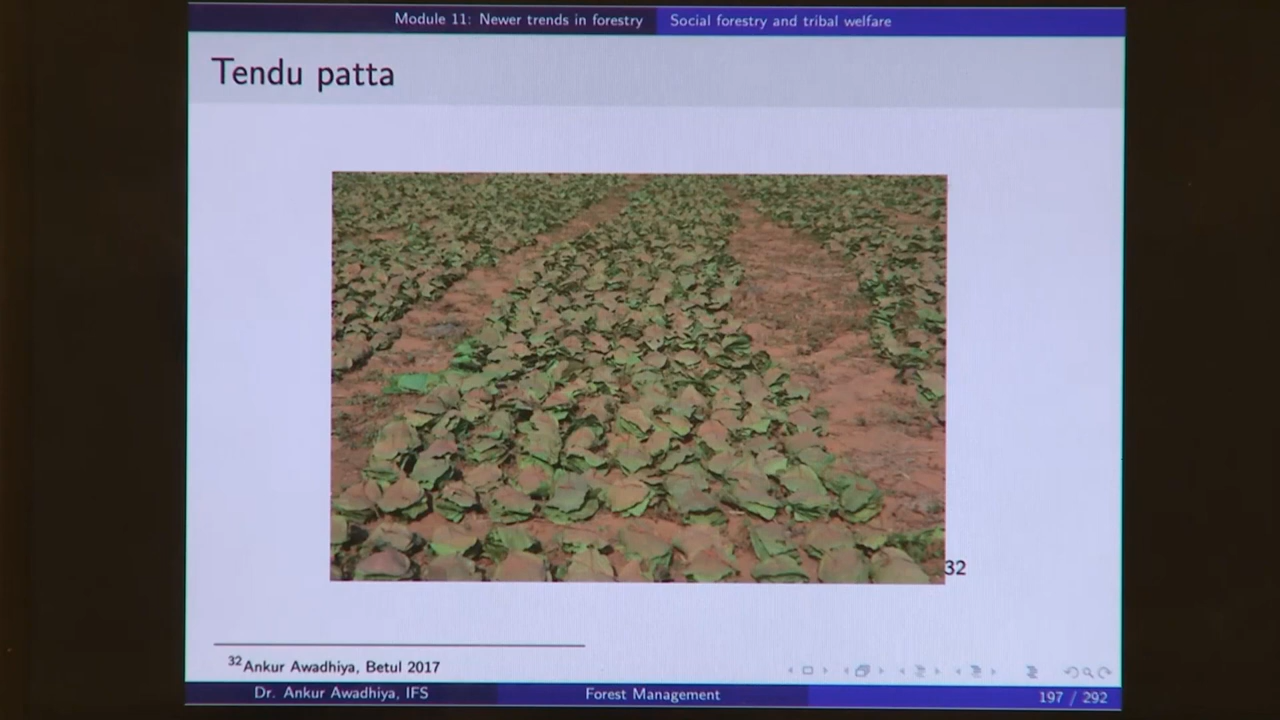 Module 11: Newer trends in forestry Social forestry and tribal welfare
Tendu patta
32
32Ankur Awadhiya, Betul 2017
Dr. Ankur Awadhiya, IFS Forest Management 197 / 292